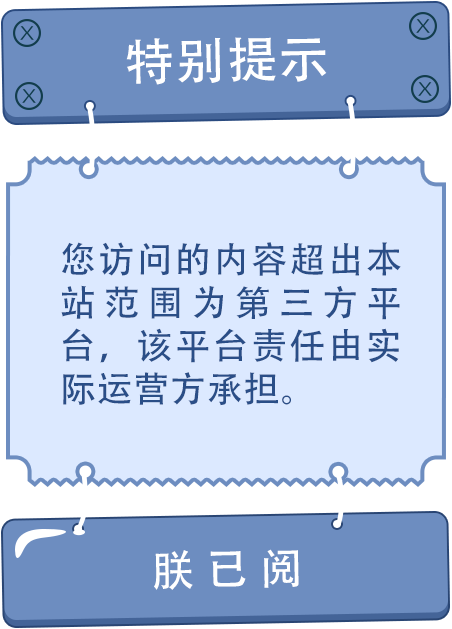 特别提示
您访问的内容超出本
站范围为第三方平
台，该平台责任由实
际运营方承担。
朕已阅